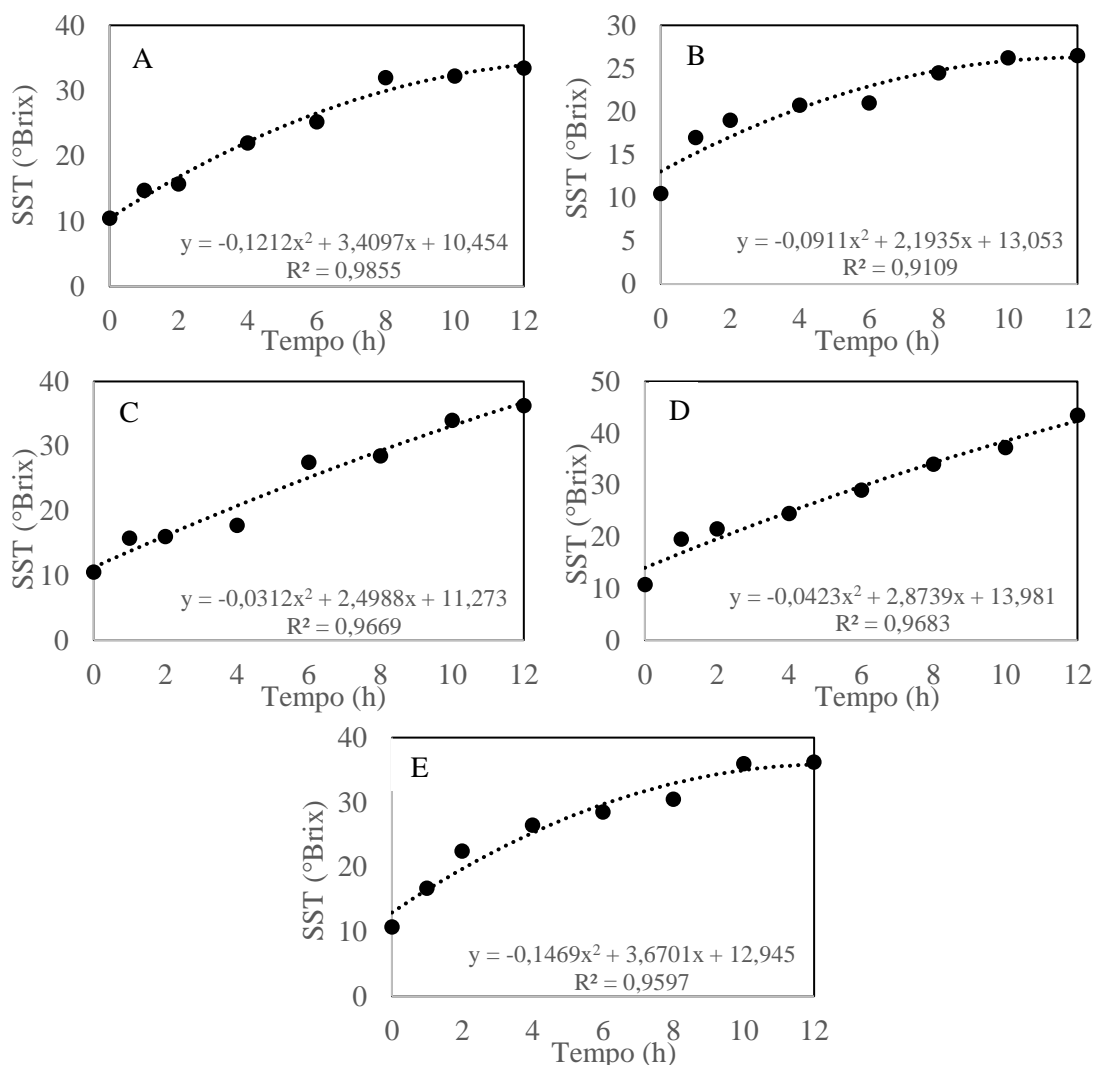 A
SST (°Brix)
40
30
20
10
0
y = -0,1212x² + 3,4097x + 10,454
R² = 0,9855
0 2 4 6 8 10 12
Tempo (h)
B
SST (°Brix)
30
25
20
15
10
5
0
y = -0,0911x² + 2,1935x + 13,053
R² = 0,9109
0 2 4 6 8 10 12
Tempo (h)
C
SST (°Brix)
40
30
20
10
0
y = -0,0312x² + 2,4988x + 11,273
R² = 0,9669
0 2 4 6 8 10 12
Tempo (h)
D
SST (°Brix)
50
40
30
20
10
0
y = -0,0423x² + 2,8739x + 13,981
R² = 0,9683
0 2 4 6 8 10 12
Tempo (h)
E
SST (°Brix)
40
30
20
10
0
y = -0,1469x² + 3,6701x + 12,945
R² = 0,9597
0 2 4 6 8 10 12
Tempo (h)